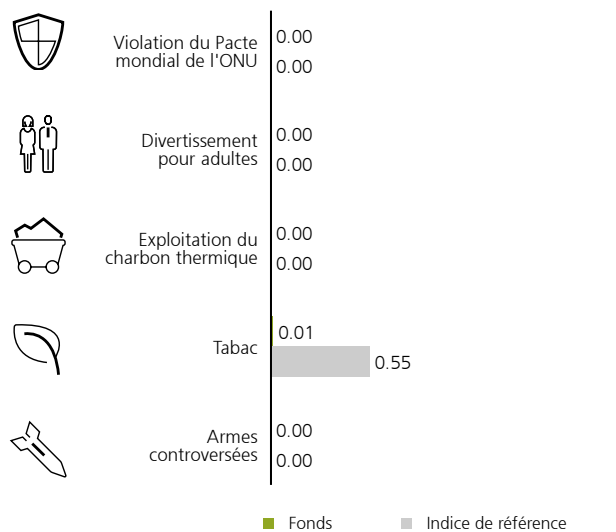 Violation du Pacte
mondial de l'ONU
0.00
0.00
Divertissement
pour adultes
0.00
0.00
Exploitation du
charbon thermique
0.00
0.00
Tabac
0.01
0.55
Armes
controversées
0.00
0.00
Fonds
Indice de référence